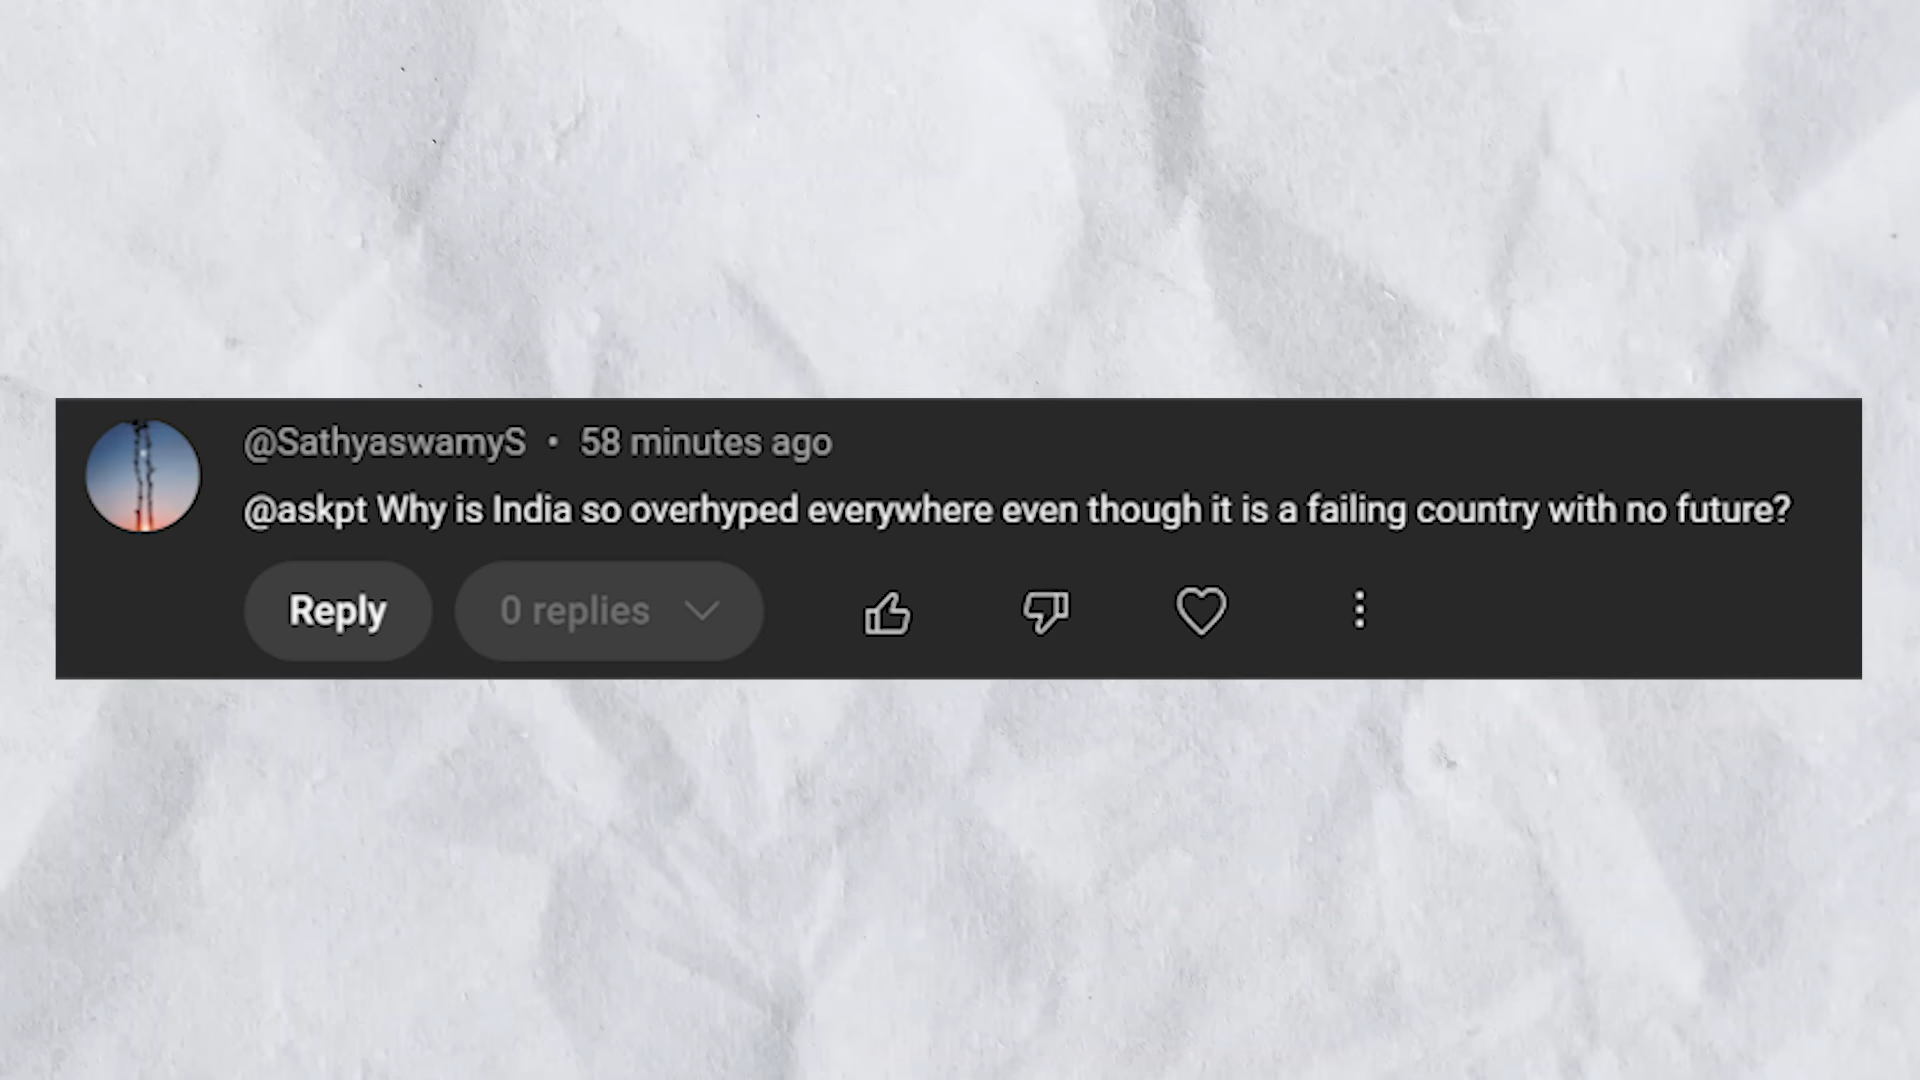 @SathyaswamyS • 58 minutes ago
@askpt Why is India so overhyped everywhere even though it is a failing country with no future?
Reply 0 replies